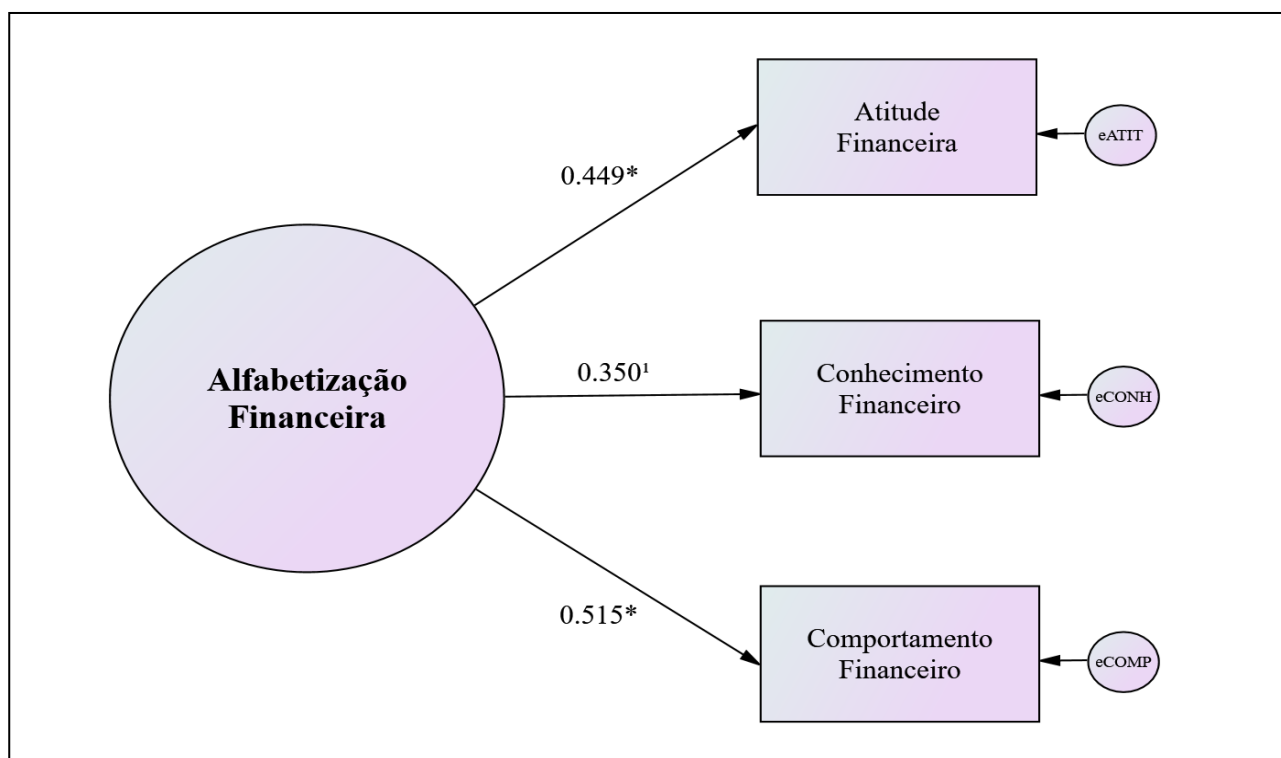 Atitude
Financeira
eATIT
0.449*
Alfabetização
Financeira
0.350¹
Conhecimento
Financeiro
eCONH
0.515*
Comportamento
Financeiro
eCOMP